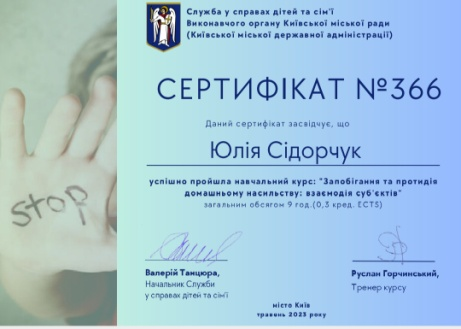 Служба у справах дітей та сім'ї
Виконавчого органу Київської міської ради
(Київської міської державної адміністрації)
СЕРТИФІКАТ №366
Даний сертифікат засвідчує, що
Юлія Сідорчук
успішно пройшла навчальний курс: "Запобігання та протидія
домашньому насильству: взаємодія суб'єктів"
загальним обсягом 9 год.(0,3 кред. ECTS)
stop
Валерій Танцюра,
Начальник Служби
у справах дітей та сім'ї
Руслан Горчинський,
Тренер курсу
місто Київ
травень 2023 року